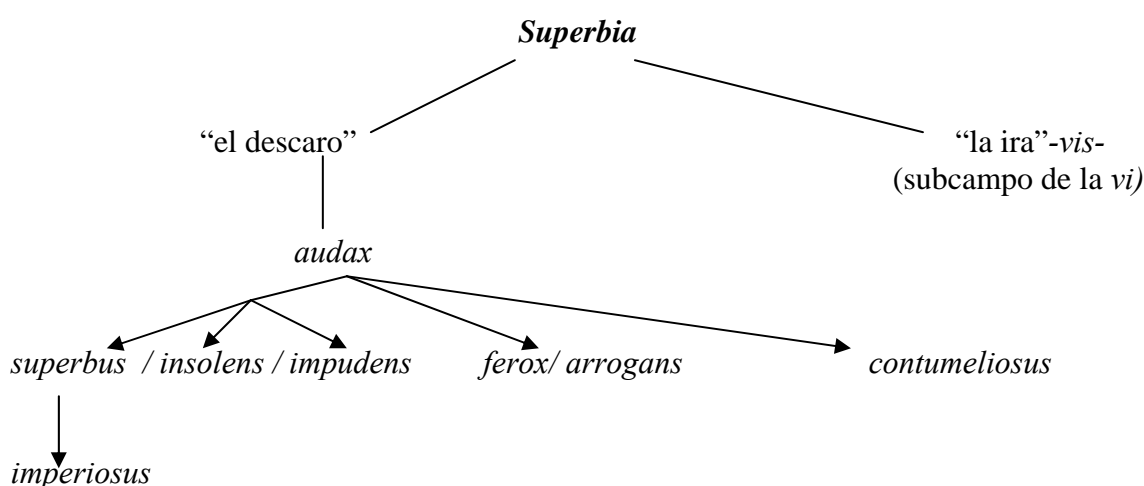 Superbia
“el descaro” “la ira”-vis-
(subcampo de la vi)
audax
superbus / insolens / impudens ferox/ arrogans contumeliosus
imperiosus